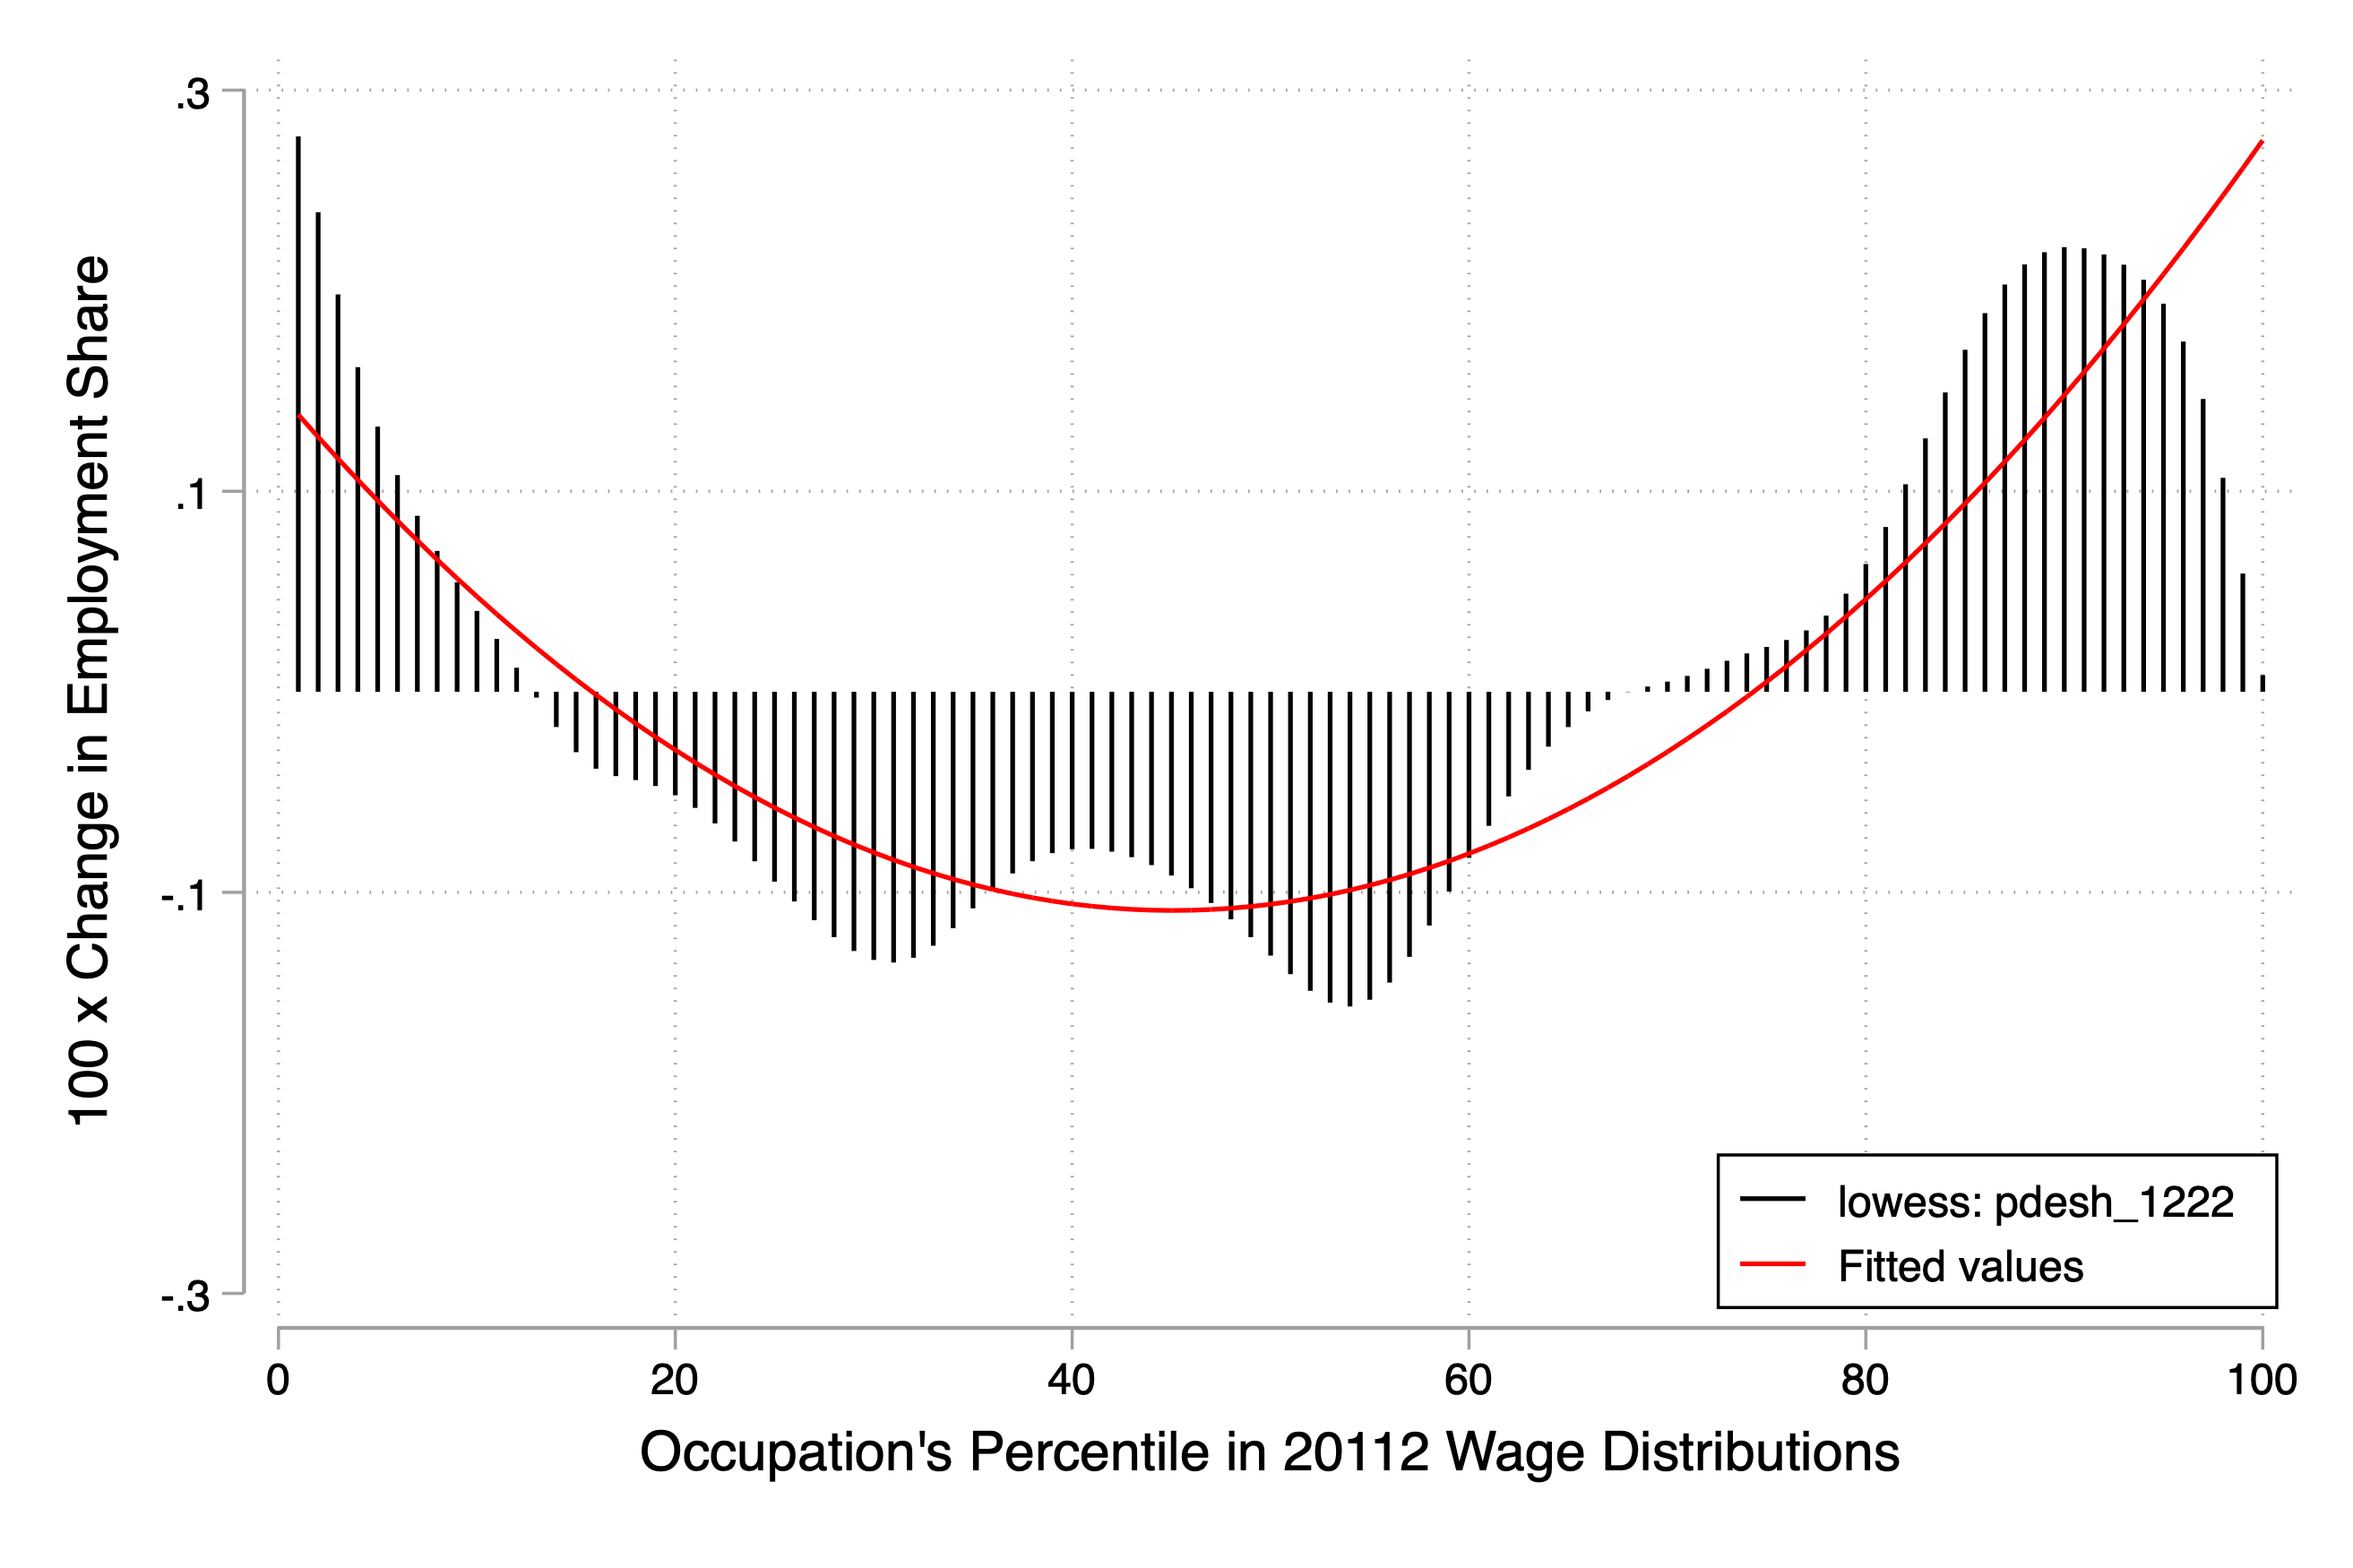 100 x Change in Employment Share
.3
.1
-.1
-.3
0 20 40 60 80 100
Occupation's Percentile in 20112 Wage Distributions
lowess: pdesh_1222
Fitted values